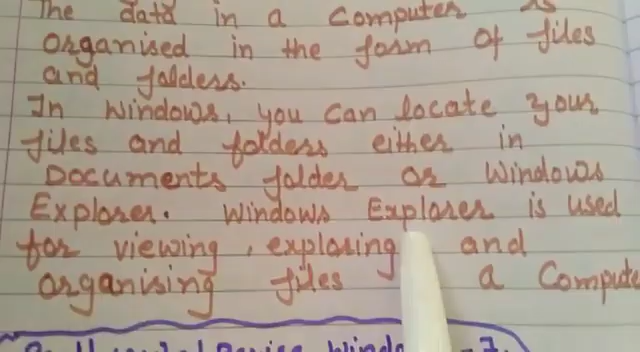 The data in a Computer is
organised in the form of files
and folders.
In Windows, you can locate your
files and folders either in
Documents folder or Windows
Explorer. Windows Explorer is used
for viewing, exploring and
organising files a Compute
Windo 7